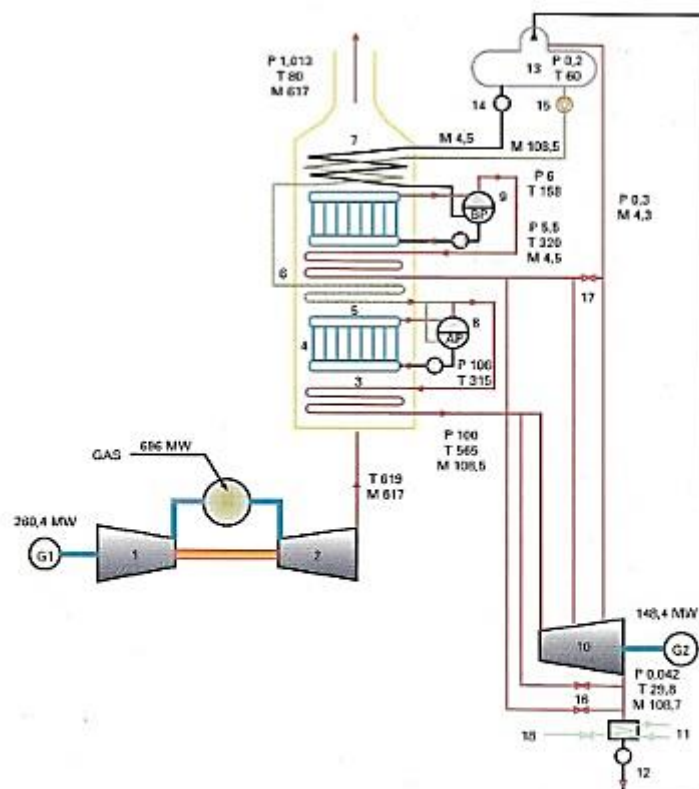 P 1,013
T 80
M 617
13
P 0,2
T 60
14
15
7
M 4,5
M 108,5
9
BP
P 6
T 158
P 5,5
T 320
M 4,5
P 0,3
M 4,3
6
17
5
8
4
AP
P 106
T 315
3
P 100
T 565
M 108,5
GAS
696 MW
T 619
M 617
260,4 MW
G1
1
2
148,4 MW
10
G2
P 0,042
T 29,8
M 108,7
16
18
11
12